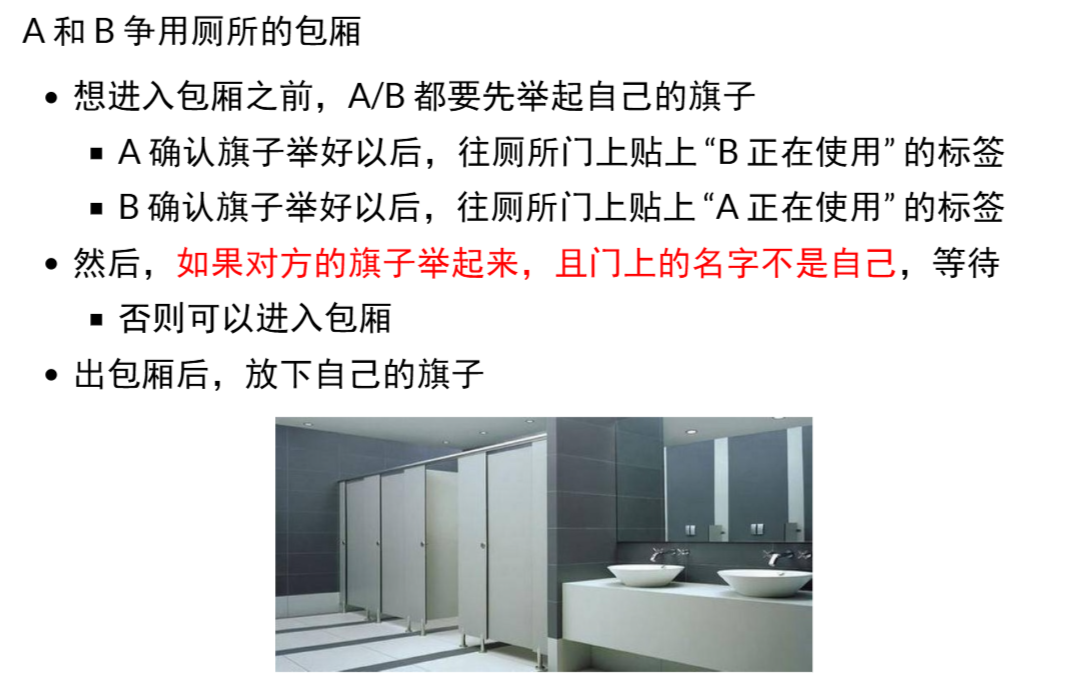 A 和 B 争用厕所的包厢
• 想进入包厢之前，A/B 都要先举起自己的旗子
▪ A 确认旗子举好以后，往厕所门上贴上 “B 正在使用” 的标签
▪ B 确认旗子举好以后，往厕所门上贴上 “A 正在使用” 的标签
• 然后，如果对方的旗子举起来，且门上的名字不是自己，等待
▪ 否则可以进入包厢
• 出包厢后，放下自己的旗子